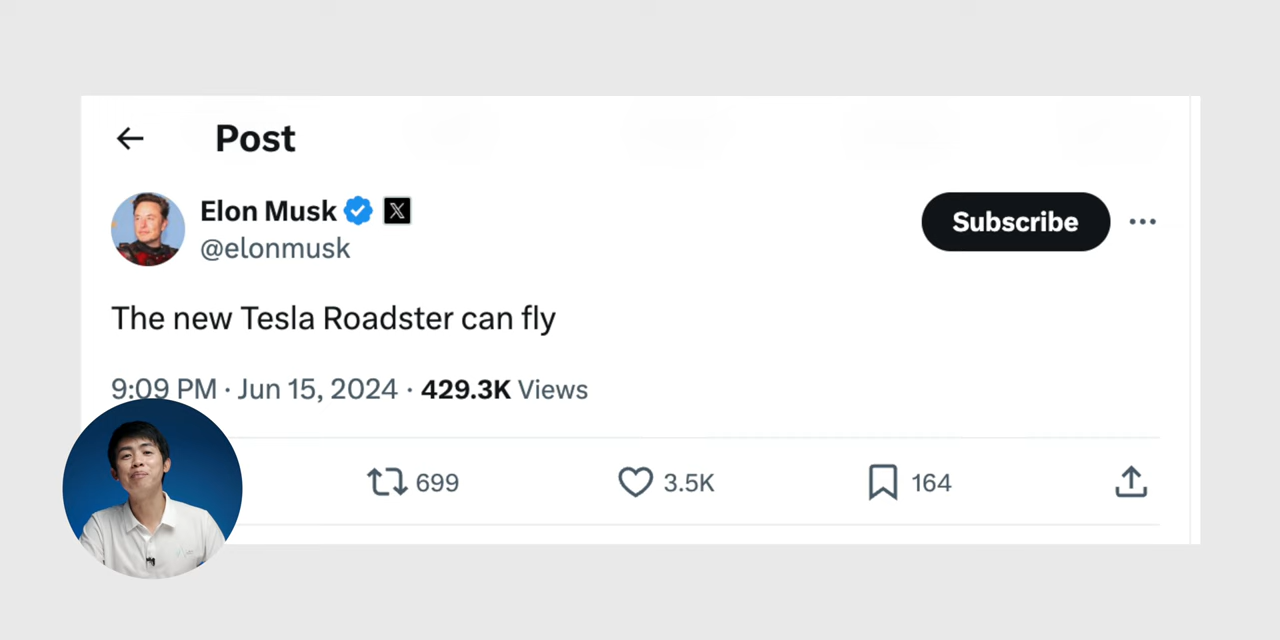 Post
Elon Musk
@elonmusk
Subscribe
The new Tesla Roadster can fly
9:09 PM · Jun 15, 2024 · 429.3K Views
699
3.5K
164